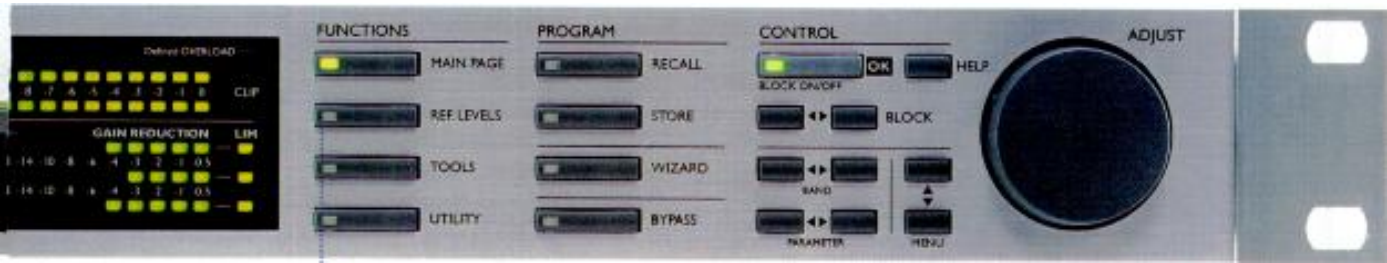 Defined OVERLOAD
-8 -7 -6 -5 -4 -3 -2 -1 0 CLIP
GAIN REDUCTION LIM
-14 -10 -8 -6 -4 -3 -2 -1 0.5
-14 -10 -8 -6 -4 -3 -2 -1 0.5
FUNCTIONS
MAIN PAGE
REF. LEVELS
TOOLS
UTILITY
PROGRAM
RECALL
STORE
WIZARD
BYPASS
CONTROL
OK
HELP
BLOCK ON/OFF
BLOCK
BAND
PARAMETER
MENU
ADJUST